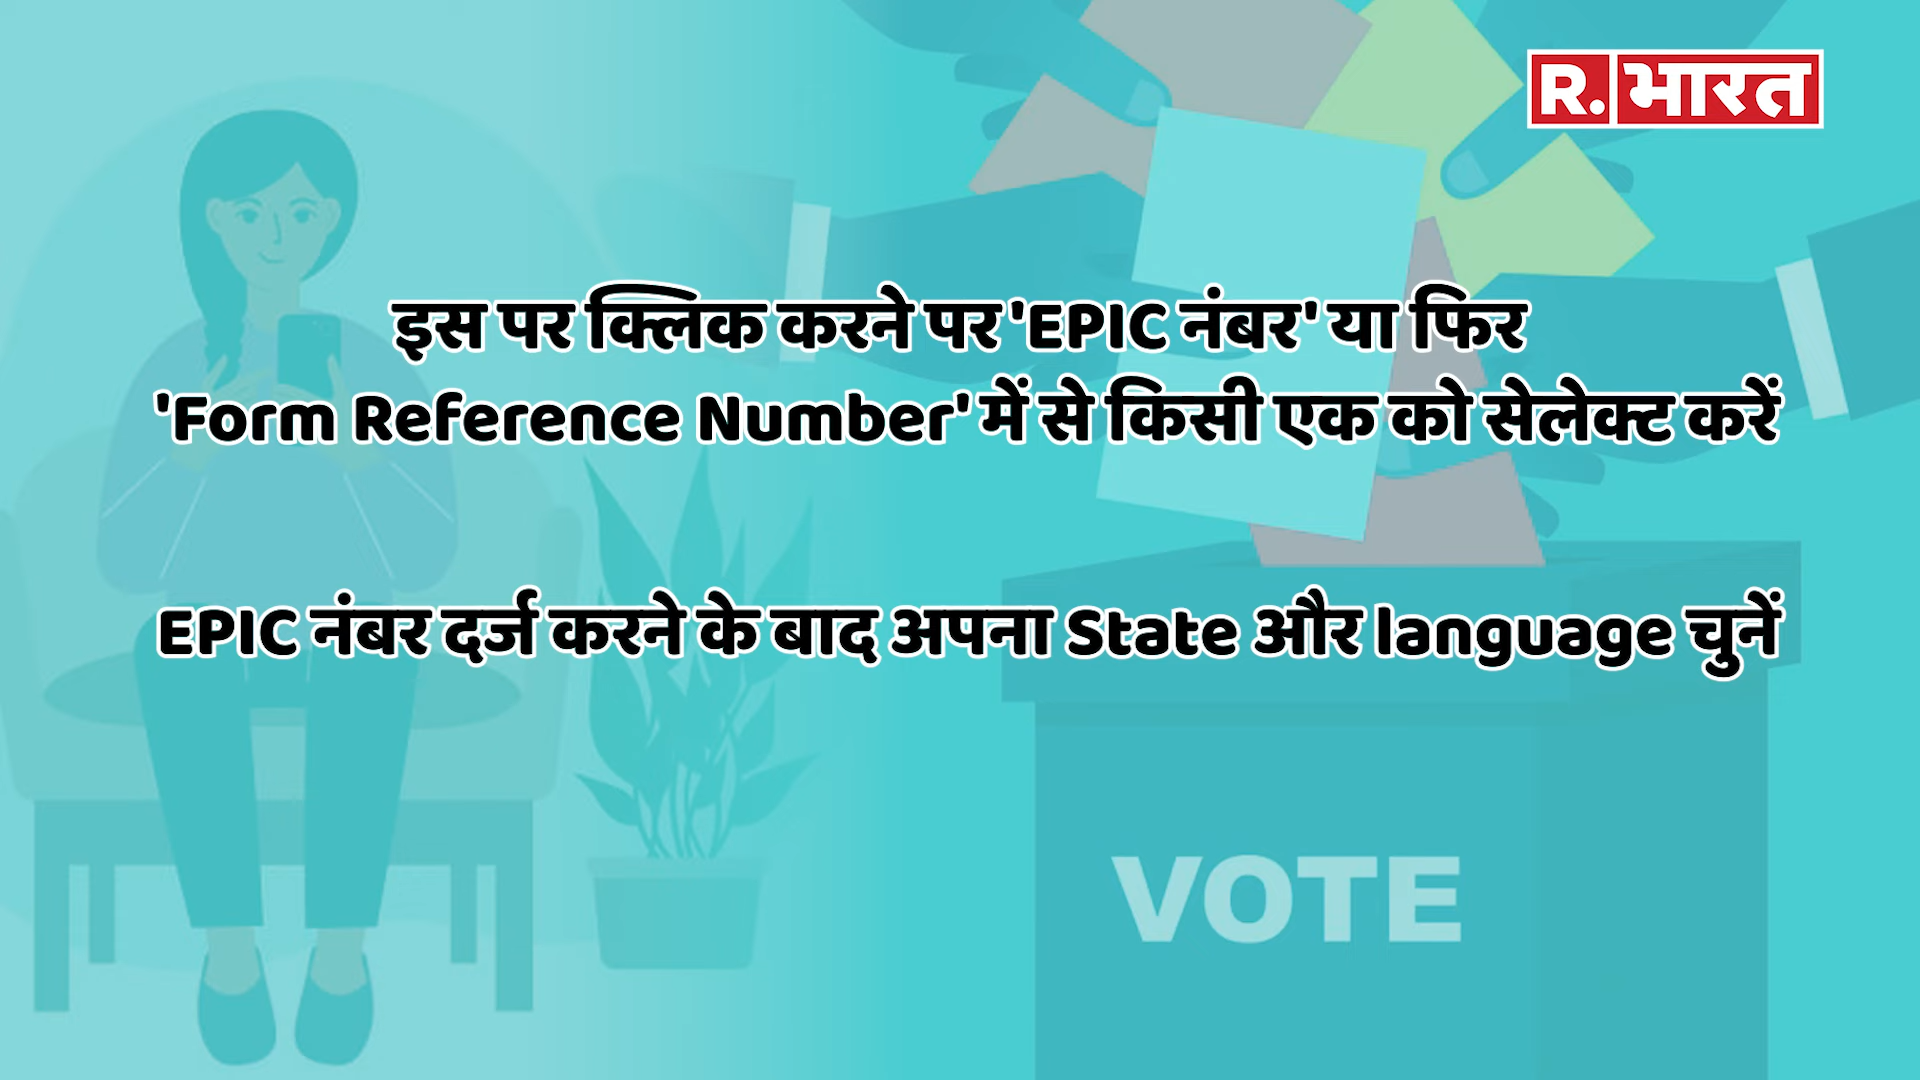 R. भारत
इस पर क्लिक करने पर 'EPIC नंबर' या फिर
'Form Reference Number' में से किसी एक को सेलेक्ट करें
EPIC नंबर दर्ज करने के बाद अपना State और language चुनें
VOTE